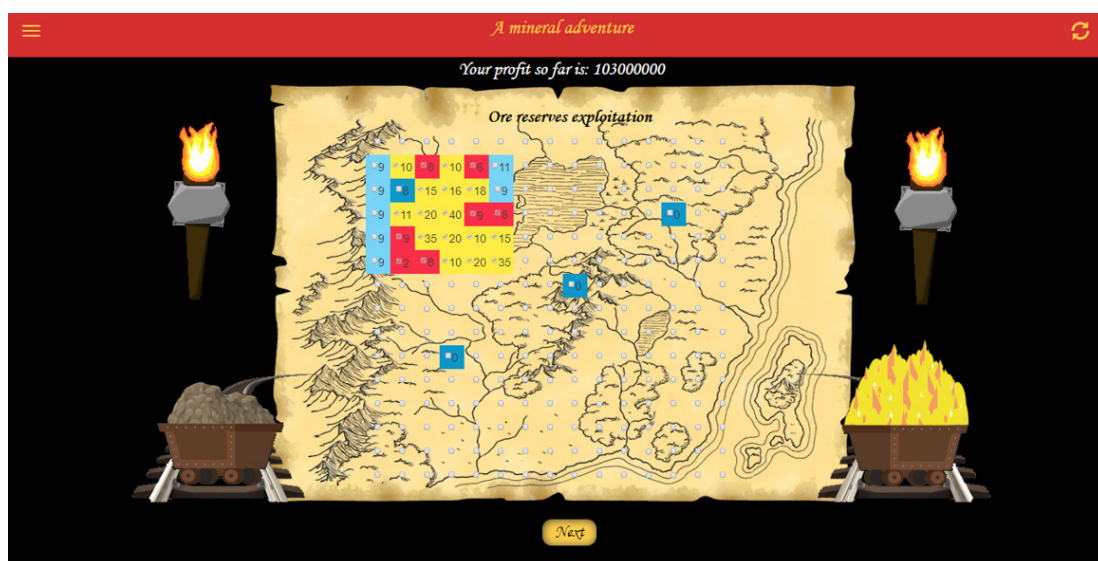 A mineral adventure
Your profit so far is: 103000000
Ore reserves exploitation
9 10 8 10 6 11
9 8 15 16 18 9
9 11 20 40 9 8 0
9 9 35 20 10 15
9 2 8 10 20 35
0
0
Next